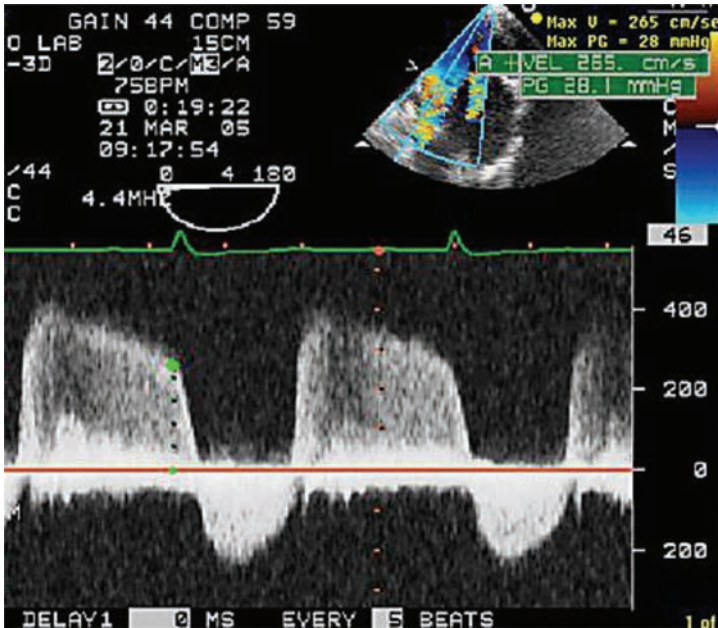 GAIN 44 COMP 59
O LAB 15CM
-3D 2/0/C/M3/A
75BPM
0:19:22
21 MAR 05
09:17:54
/44 0 4 180
C 4.4MHZ
C
Max V = 265 cm/se
Max PG = 28 mmHg
A +VEL 265. cm/s
PG 28.1 mmHg
C
M
/
S
46
400
200
0
M
200
DELAY1 0 MS EVERY 5 BEATS
1 of